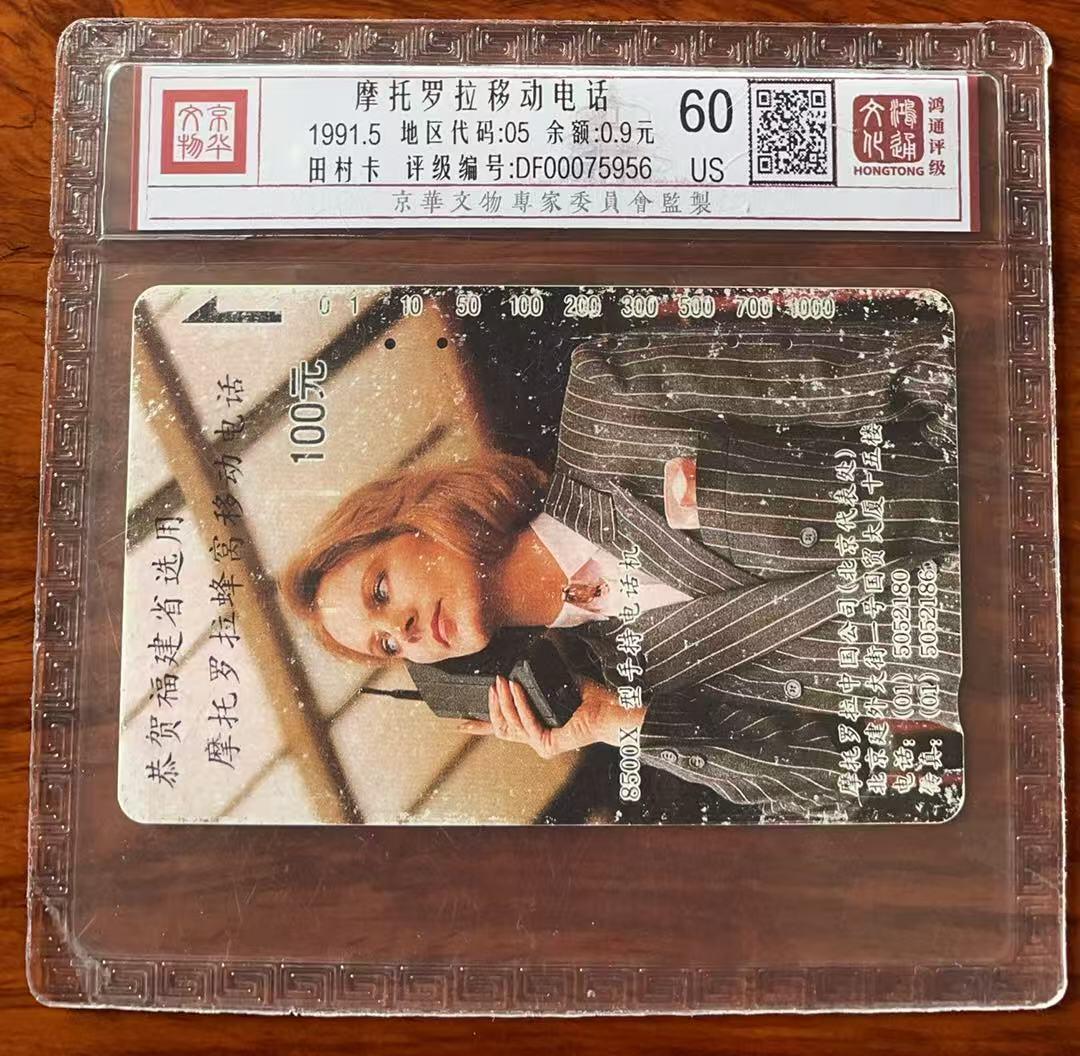 京华
文物
摩托罗拉移动电话
1991.5 地区代码:05 余额:0.9元
田村卡 评级编号:DF00075956
60
US
鸿通
文化
HONGTONG
鸿通评级
京華文物專家委員會監製
0 1 10 50 100 200 300 500 700 1000
100元
恭贺福建省选用
摩托罗拉蜂窝移动电话
8500X 型手持电话机
摩托罗拉中国公司(北京代表处)
北京建外大街一号国贸大厦十五楼
电话: (01) 5052180
传真: (01) 5052186